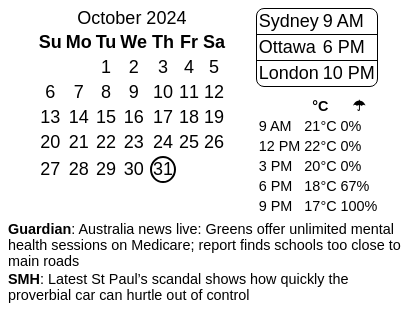 October 2024
Su Mo Tu We Th Fr Sa
1 2 3 4 5
6 7 8 9 10 11 12
13 14 15 16 17 18 19
20 21 22 23 24 25 26
27 28 29 30 31
Sydney 9 AM
Ottawa 6 PM
London 10 PM
°C ☂
9 AM 21°C 0%
12 PM 22°C 0%
3 PM 20°C 0%
6 PM 18°C 67%
9 PM 17°C 100%
Guardian: Australia news live: Greens offer unlimited mental
health sessions on Medicare; report finds schools too close to
main roads
SMH: Latest St Paul's scandal shows how quickly the
proverbial car can hurtle out of control